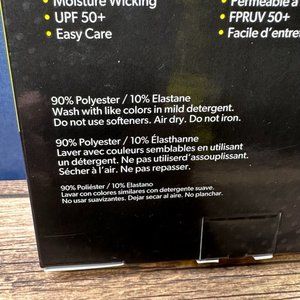 Moisture Wicking
• UPF 50+
• Easy Care
Perméable à
• FPRUV 50+
• Facile d'entret
90% Polyester / 10% Elastane
Wash with like colors in mild detergent.
Do not use softeners. Air dry. Do not iron.
90% Polyester / 10% Élasthanne
Laver avec couleurs semblables en utilisant
un détergent. Ne pas utiliserd'assouplissant.
Sécher à l'air. Ne pas repasser.
90% Poliéster / 10% Elastano
Lavar con colores similares con detergente suave.
No usar suavizantes. Dejar secar al aire. No planchar.